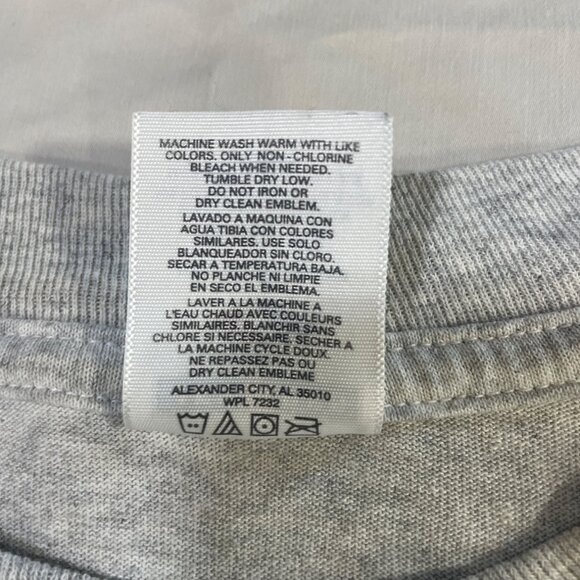 MACHINE WASH WARM WITH LIKE
COLORS. ONLY NON-CHLORINE
BLEACH WHEN NEEDED.
TUMBLE DRY LOW.
DO NOT IRON OR
DRY CLEAN EMBLEM.
LAVADO A MAQUINA CON
AGUA TIBIA CON COLORES
SIMILARES. USE SOLO
BLANQUEADOR SIN CLORO.
SECAR A TEMPERATURA BAJA.
NO PLANCHE NI LIMPIE
EN SECO EL EMBLEMA.
LAVER A LA MACHINE A
L'EAU CHAUD AVEC COULEURS
SIMILAIRES. BLANCHIR SANS
CHLORE SI NECESSAIRE. SECHER A
LA MACHINE CYCLE DOUX.
NE REPASSEZ PAS OU
DRY CLEAN EMBLEME
ALEXANDER CITY, AL 35010
WPL 7232